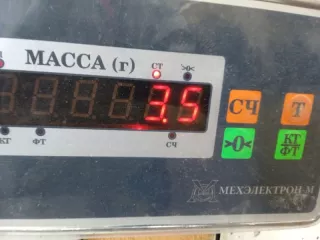 МАССА (г) СТ >0<
3.5
СЧ Т
>0< КТ ФТ
КТ ФТ СЧ
МЕХЭЛЕКТРОН-М